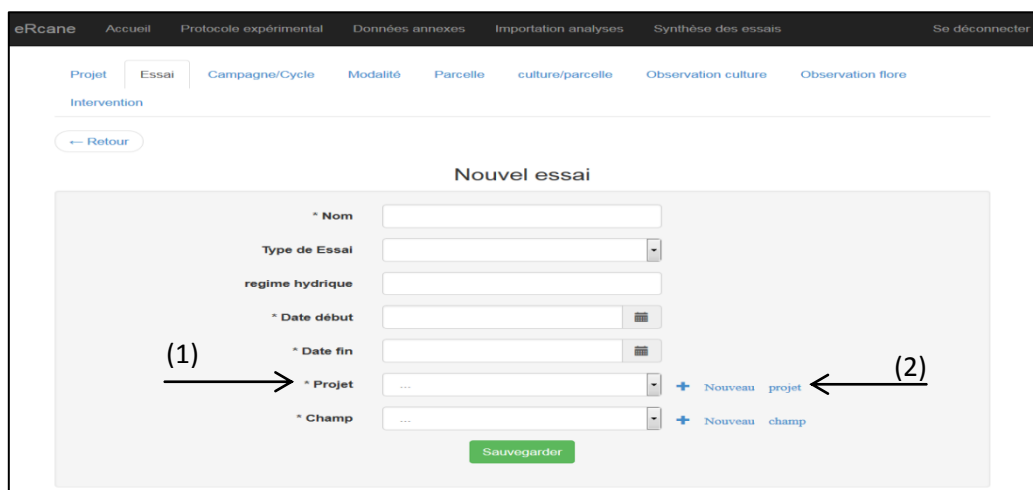 eRcane Accueil Protocole expérimental Données annexes Importation analyses Synthèse des essais Se déconnecter
Projet Essai Campagne/Cycle Modalité Parcelle culture/parcelle Observation culture Observation flore
Intervention
← Retour
Nouvel essai
* Nom
Type de Essai
regime hydrique
* Date début
* Date fin
(1) * Projet ... + Nouveau projet (2)
* Champ ... + Nouveau champ
Sauvegarder